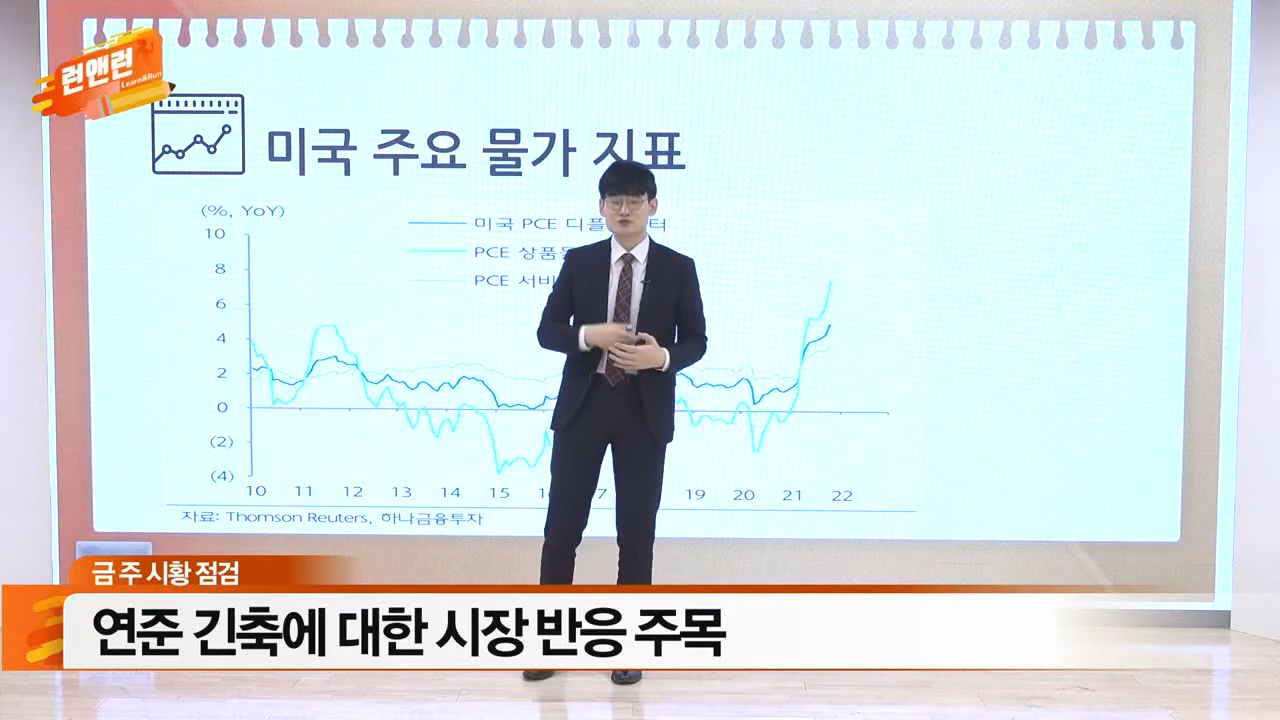 런앤런
Learn&Run
미국 주요 물가 지표
(%, YoY)
미국 PCE 디플 터
PCE 상품
PCE 서비
10
8
6
4
2
0
(2)
(4)
10 11 12 13 14 15 19 20 21 22
자료: Thomson Reuters, 하나금융투자
금주 시황 점검
연준 긴축에 대한 시장 반응 주목